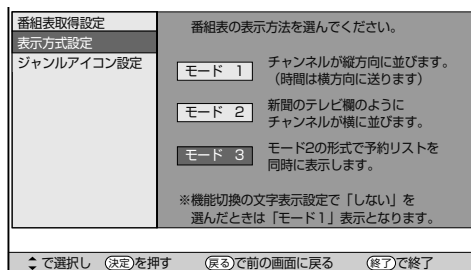 番組表取得設定
表示方式設定
ジャンルアイコン設定
番組表の表示方法を選んでください。
モード 1
チャンネルが縦方向に並びます。
（時間は横方向に送ります）
モード 2
新聞のテレビ欄のように
チャンネルが横に並びます。
モード 3
モード2の形式で予約リストを
同時に表示します。
※機能切換の文字表示設定で「しない」を
選んだときは「モード1」表示となります。
で選択し 決定を押す 戻るで前の画面に戻る 終了で終了